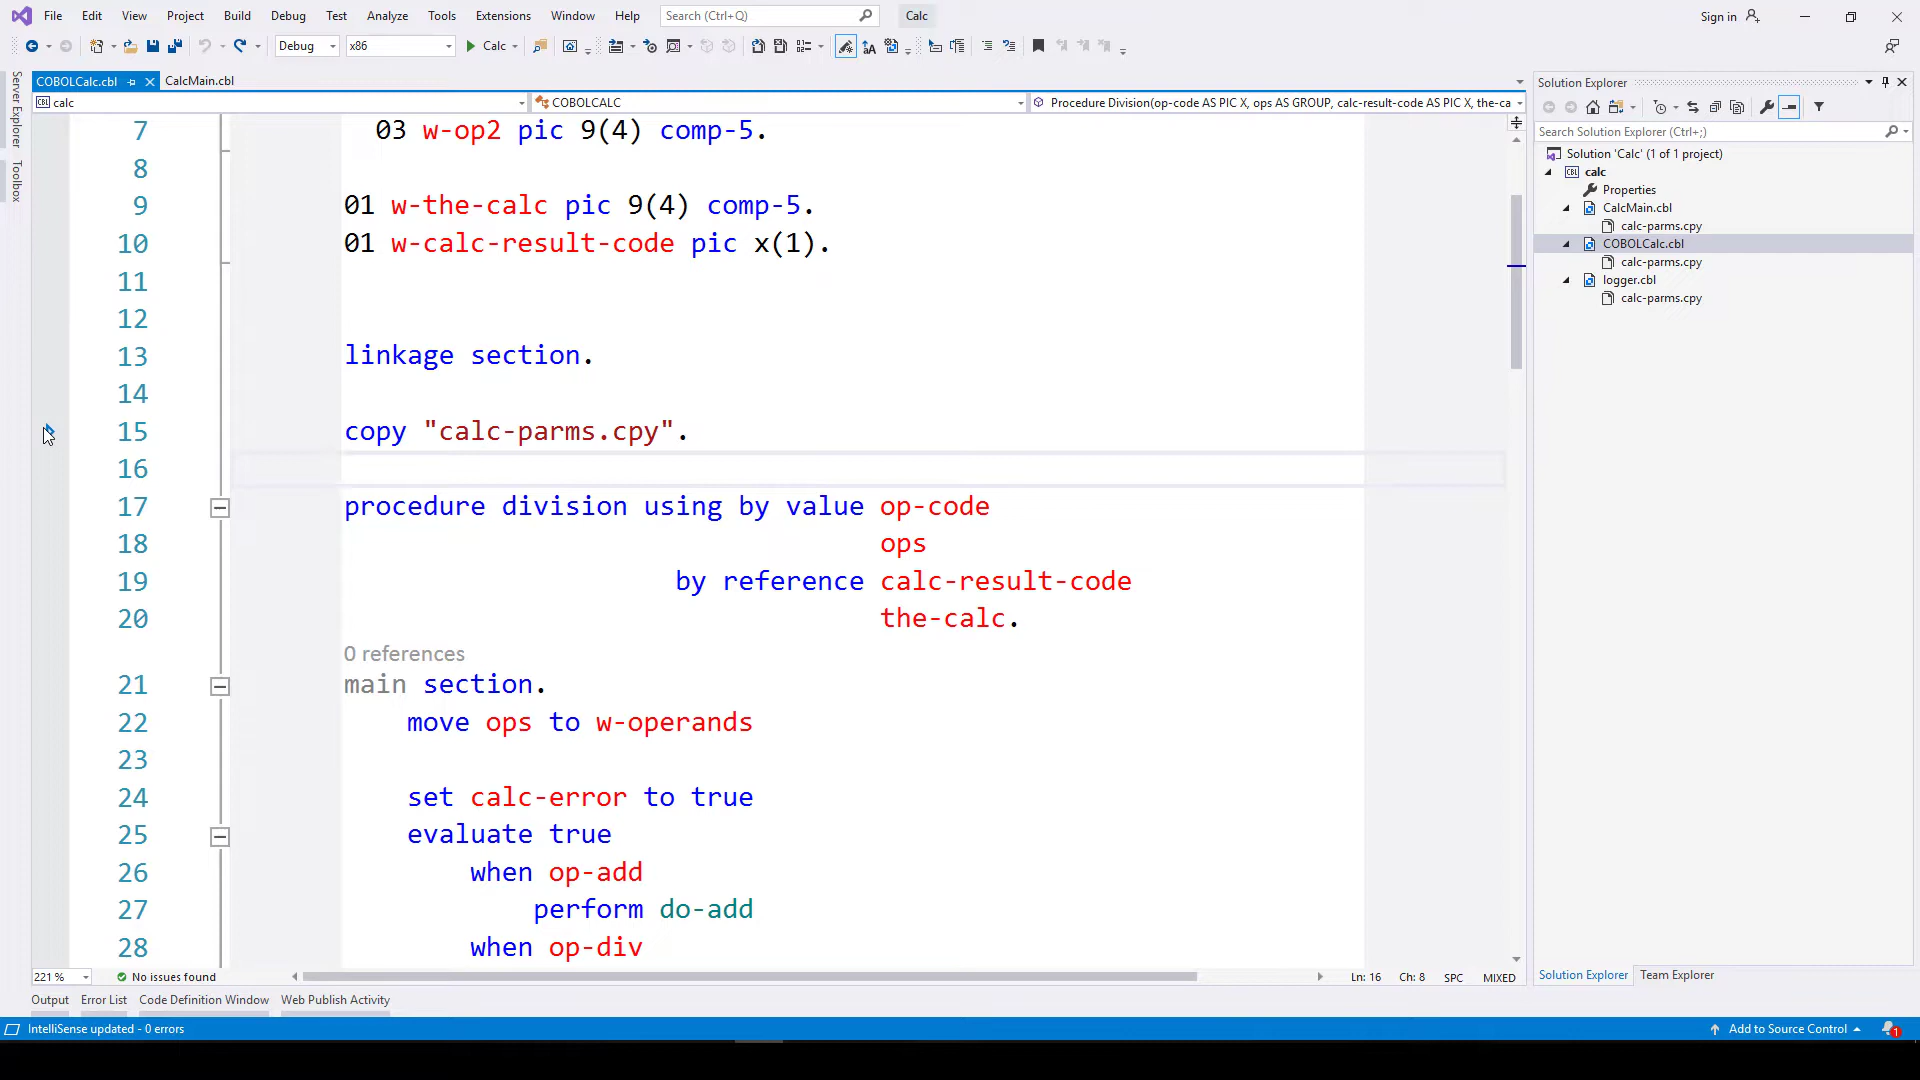 File Edit View Project Build Debug Test Analyze Tools Extensions Window Help Search (Ctrl+Q) Calc Sign in
Debug x86 Calc
COBOLCalc.cbl CalcMain.cbl
calc COBOLCALC Procedure Division(op-code AS PIC X, ops AS GROUP, calc-result-code AS PIC X, the-ca
Server Explorer
Toolbox
7 03 w-op2 pic 9(4) comp-5.
8
9 01 w-the-calc pic 9(4) comp-5.
10 01 w-calc-result-code pic x(1).
11
12
13 linkage section.
14
15 copy "calc-parms.cpy".
16
17 procedure division using by value op-code
18 ops
19 by reference calc-result-code
20 the-calc.
0 references
21 main section.
22 move ops to w-operands
23
24 set calc-error to true
25 evaluate true
26 when op-add
27 perform do-add
28 when op-div
221 % No issues found Ln: 16 Ch: 8 SPC MIXED
Output Error List Code Definition Window Web Publish Activity
IntelliSense updated - 0 errors Add to Source Control 1
Solution Explorer
Search Solution Explorer (Ctrl+;)
Solution 'Calc' (1 of 1 project)
CBL calc
Properties
CalcMain.cbl
calc-parms.cpy
COBOLCalc.cbl
calc-parms.cpy
logger.cbl
calc-parms.cpy
Solution Explorer Team Explorer